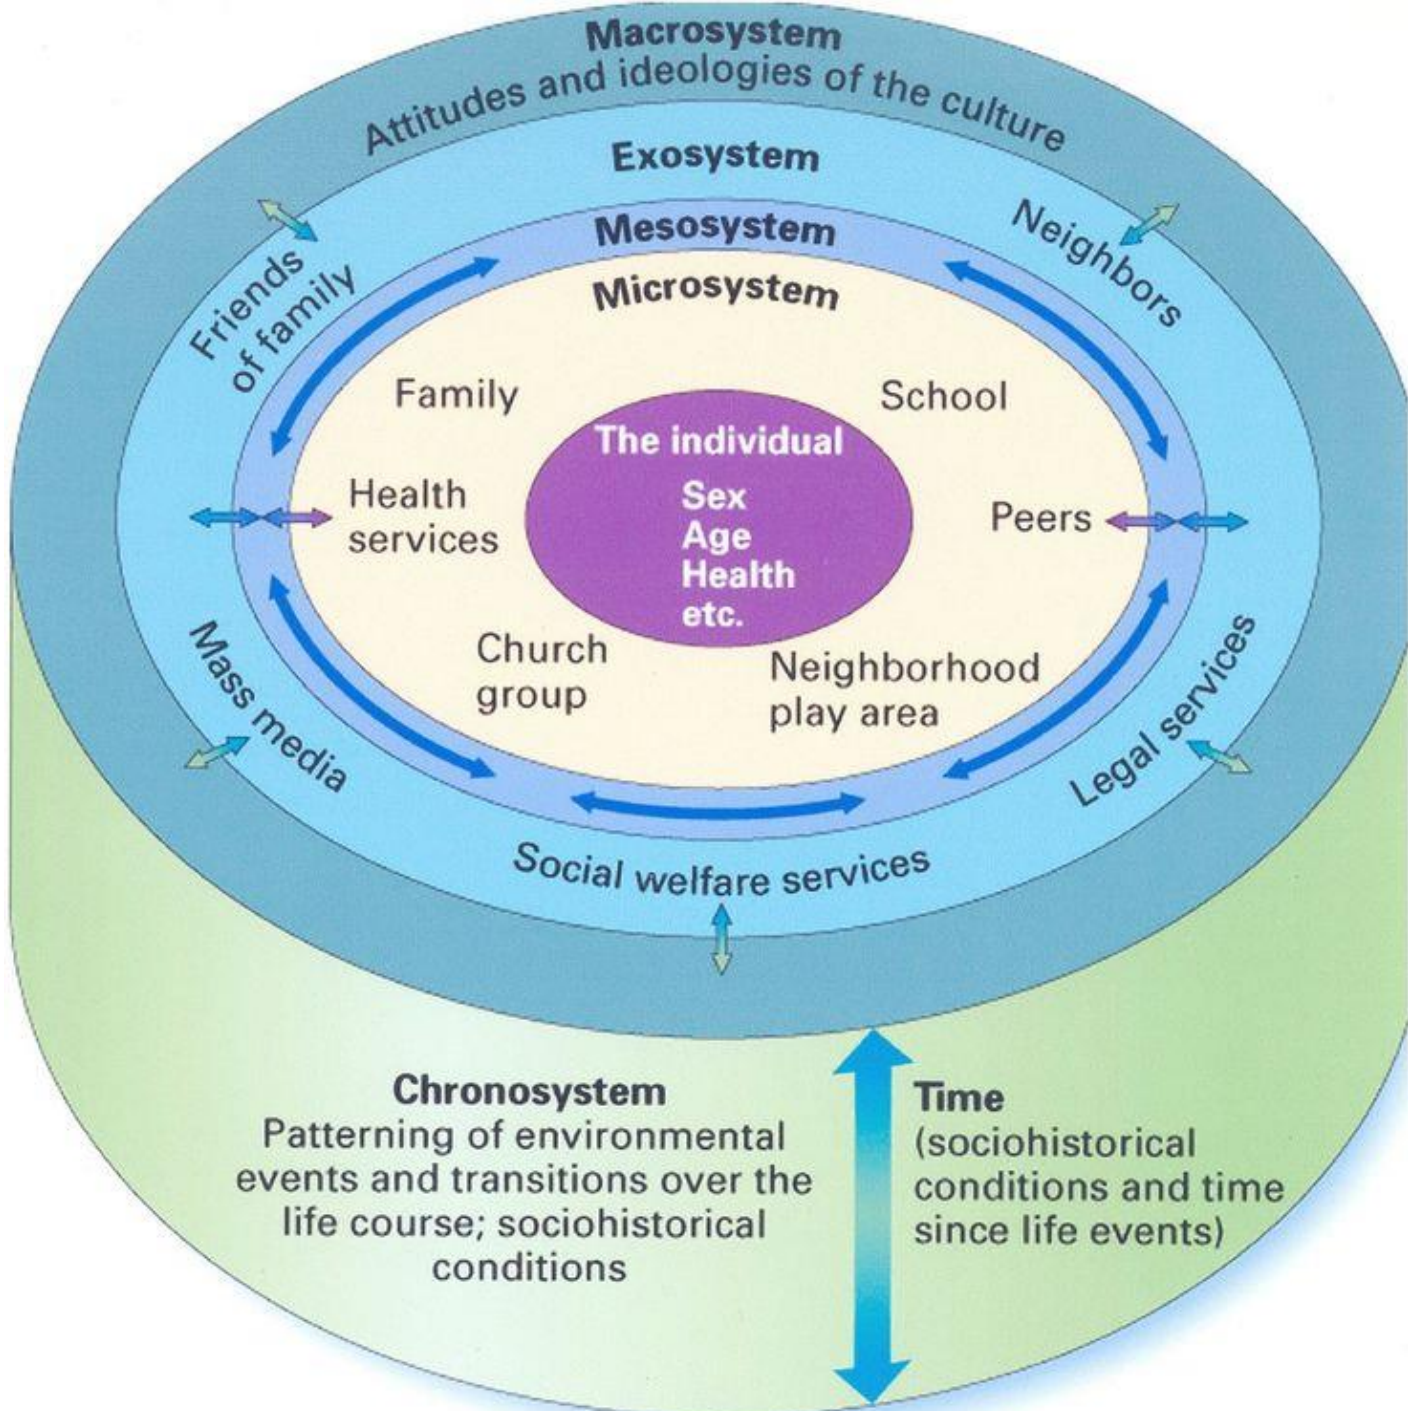 Macrosystem
Attitudes and ideologies of the culture
Exosystem
Mesosystem
Microsystem
Friends
of family
Neighbors
Family
School
The individual
Sex
Age
Health
etc.
Health
services
Peers
Church
group
Neighborhood
play area
Mass media
Legal services
Social welfare services
Chronosystem
Patterning of environmental
events and transitions over the
life course; sociohistorical
conditions
Time
(sociohistorical
conditions and time
since life events)